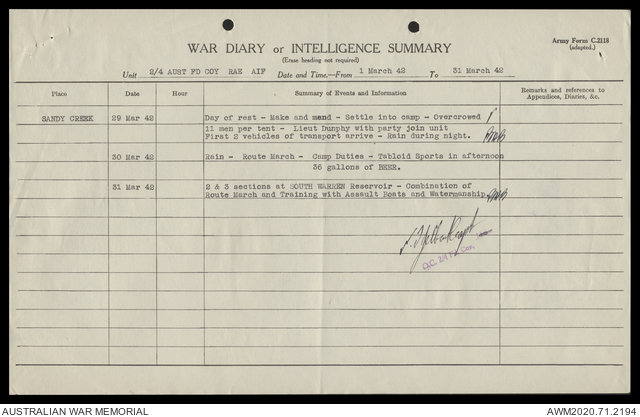 Army Form C.2118
(adapted.)
WAR DIARY or INTELLIGENCE SUMMARY
(Erase heading not required)
Unit 2/4 AUST FD COY RAE AIF Date and Time.—From 1 March 42 To 31 March 42
Place Date Hour Summary of Events and Information Remarks and references to
Appendices, Diaries, &c.
SANDY CREEK 29 Mar 42 Day of rest - Make and mend - Settle into camp - Overcrowed
11 men per tent - Lieut Dunphy with party join unit
First 2 vehicles of transport arrive - Rain during night.
30 Mar 42 Rain - Route March - Camp Duties - Tabloid Sports in afternoon
36 gallons of BEER.
31 Mar 42 2 & 3 sections at SOUTH WARREN Reservoir - Combination of
Route March and Training with Assault Boats and Watermanship.
O.C. 2/4 Fd. Coy.
AUSTRALIAN WAR MEMORIAL AWM2020.71.2194